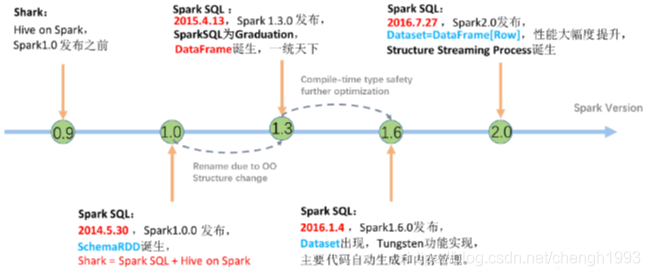 Shark:
Hive on Spark,
Spark1.0 发布之前
Spark SQL :
2015.4.13，Spark 1.3.0 发布，
SparkSQL为Graduation，
DataFrame诞生，一统天下
Spark SQL:
2016.7.27，Spark2.0发布，
Dataset=DataFrame[Row]，性能大幅度提升，
Structure Streaming Process诞生
Compile-time type safety
further optimization
Spark Version
0.9
1.0
1.3
1.6
2.0
Rename due to OO
Structure change
Spark SQL:
2014.5.30 ，Spark1.0.0 发布，
SchemaRDD诞生，
Shark = Spark SQL + Hive on Spark
Spark SQL:
2016.1.4 ，Spark1.6.0发布，
Dataset出现，Tungsten功能实现，
主要代码自动生成和内存管理。
blog.csdn.net/chengh1993